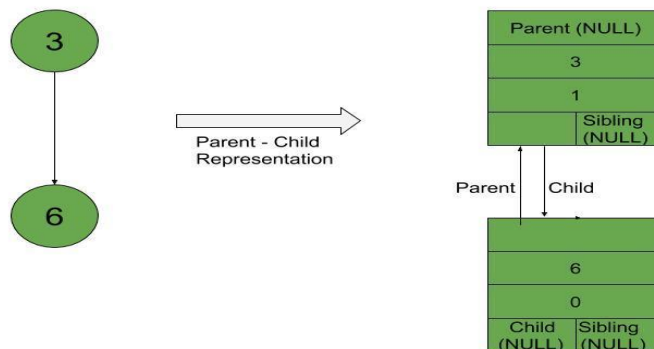 3
6
Parent - Child
Representation
Parent (NULL)
3
1
Sibling
(NULL)
Parent
Child
6
0
Child
(NULL)
Sibling
(NULL)